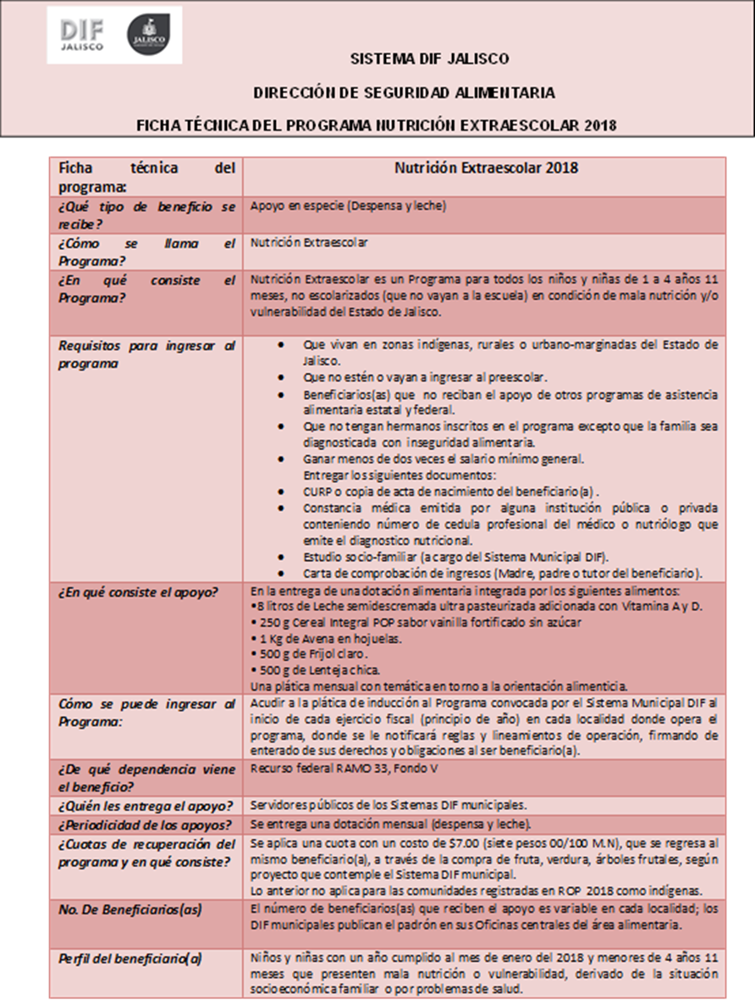 DIF
JALISCO
JALISCO
SISTEMA DIF JALISCO
DIRECCIÓN DE SEGURIDAD ALIMENTARIA
FICHA TÉCNICA DEL PROGRAMA NUTRICIÓN EXTRAESCOLAR 2018
Ficha técnica del
programa:
Nutrición Extraescolar 2018
¿Qué tipo de beneficio se
recibe?
Apoyo en especie (Despensa y leche)
¿Cómo se llama el
Programa?
Nutrición Extraescolar
¿En qué consiste el
Programa?
Nutrición Extraescolar es un Programa para todos los niños y niñas de 1 a 4 años 11
meses, no escolarizados (que no vayan a la escuela) en condición de mala nutrición y/o
vulnerabilidad del Estado de Jalisco.
Requisitos para ingresar al
programa
• Que vivan en zonas indígenas, rurales o urbano-marginadas del Estado de
Jalisco.
• Que no estén o vayan a ingresar al preescolar.
• Beneficiarios(as) que no reciban el apoyo de otros programas de asistencia
alimentaria estatal y federal.
• Que no tengan hermanos inscritos en el programa excepto que la familia sea
diagnosticada con inseguridad alimentaria.
• Ganar menos de dos veces el salario mínimo general.
Entregar los siguientes documentos:
• CURP o copia de acta de nacimiento del beneficiario(a) .
• Constancia médica emitida por alguna institución pública o privada
conteniendo número de cedula profesional del médico o nutriólogo que
emite el diagnostico nutricional.
• Estudio socio-familiar (a cargo del Sistema Municipal DIF).
• Carta de comprobación de ingresos (Madre, padre o tutor del beneficiario).
¿En qué consiste el apoyo?
En la entrega de una dotación alimentaria integrada por los siguientes alimentos:
•8 litros de Leche semidescremada ultra pasteurizada adicionada con Vitamina A y D.
• 250 g Cereal Integral POP sabor vainilla fortificado sin azúcar
• 1 Kg de Avena en hojuelas.
• 500 g de Frijol claro.
• 500 g de Lenteja chica.
Una plática mensual con temática en torno a la orientación alimenticia.
Cómo se puede ingresar al
Programa:
Acudir a la plática de inducción al Programa convocada por el Sistema Municipal DIF al
inicio de cada ejercicio fiscal (principio de año) en cada localidad donde opera el
programa, donde se le notificará reglas y lineamientos de operación, firmando de
enterado de sus derechos y obligaciones al ser beneficiario(a).
¿De qué dependencia viene
el beneficio?
Recurso federal RAMO 33, Fondo V
¿Quién les entrega el apoyo?
Servidores públicos de los Sistemas DIF municipales.
¿Periodicidad de los apoyos?
Se entrega una dotación mensual (despensa y leche).
¿Cuotas de recuperación del
programa y en qué consiste?
Se aplica una cuota con un costo de $7.00 (siete pesos 00/100 M.N), que se regresa al
mismo beneficiario(a), a través de la compra de fruta, verdura, árboles frutales, según
proyecto que contemple el Sistema DIF municipal.
Lo anterior no aplica para las comunidades registradas en ROP 2018 como indígenas.
No. De Beneficiarios(as)
El número de beneficiarios(as) que reciben el apoyo es variable en cada localidad; los
DIF municipales publican el padrón en sus Oficinas centrales del área alimentaria.
Perfil del beneficiario(a)
Niños y niñas con un año cumplido al mes de enero del 2018 y menores de 4 años 11
meses que presenten mala nutrición o vulnerabilidad, derivado de la situación
socioeconómica familiar o por problemas de salud.